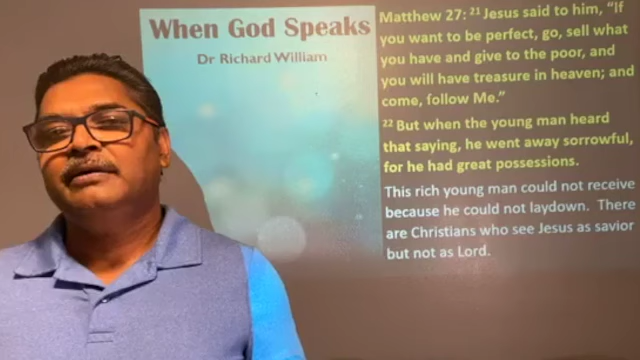 When God Speaks
Dr Richard William
Matthew 27: 21 Jesus said to him, “If
you want to be perfect, go, sell what
you have and give to the poor, and
you will have treasure in heaven; and
come, follow Me.”
22 But when the young man heard
that saying, he went away sorrowful,
for he had great possessions.
This rich young man could not receive
because he could not laydown. There
are Christians who see Jesus as savior
but not as Lord.